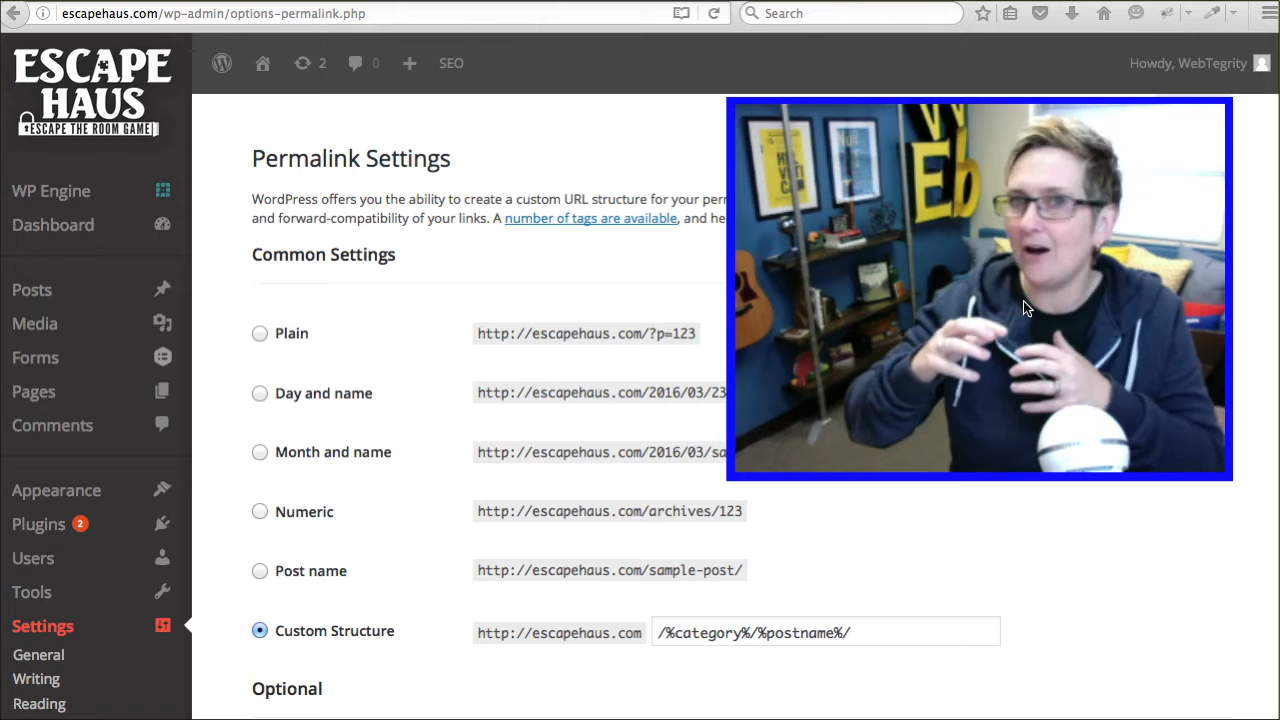 escapehaus.com/wp-admin/options-permalink.php
Search
ESCAPE
HAUS
ESCAPE THE ROOM GAME
2
0
SEO
Howdy, WebTegrity
WP Engine
Dashboard
Posts
Media
Forms
Pages
Comments
Appearance
Plugins 2
Users
Tools
Settings
General
Writing
Reading
Permalink Settings
WordPress offers you the ability to create a custom URL structure for your
and forward-compatibility of your links. A number of tags are available, and
Common Settings
Plain
http://escapehaus.com/?p=123
Day and name
http://escapehaus.com/2016/03/23
Month and name
http://escapehaus.com/2016/03/sa
Numeric
http://escapehaus.com/archives/123
Post name
http://escapehaus.com/sample-post/
Custom Structure
http://escapehaus.com
/%category%/%postname%/
Optional
W
Eb